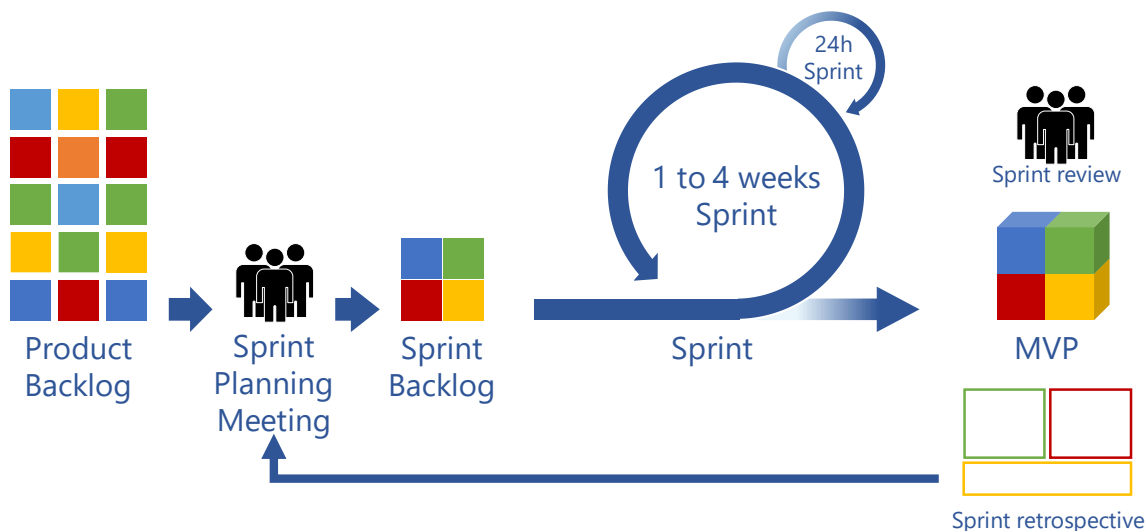 24h
Sprint
1 to 4 weeks
Sprint
Sprint review
Product
Backlog
Sprint
Planning
Meeting
Sprint
Backlog
Sprint
MVP
Sprint retrospective